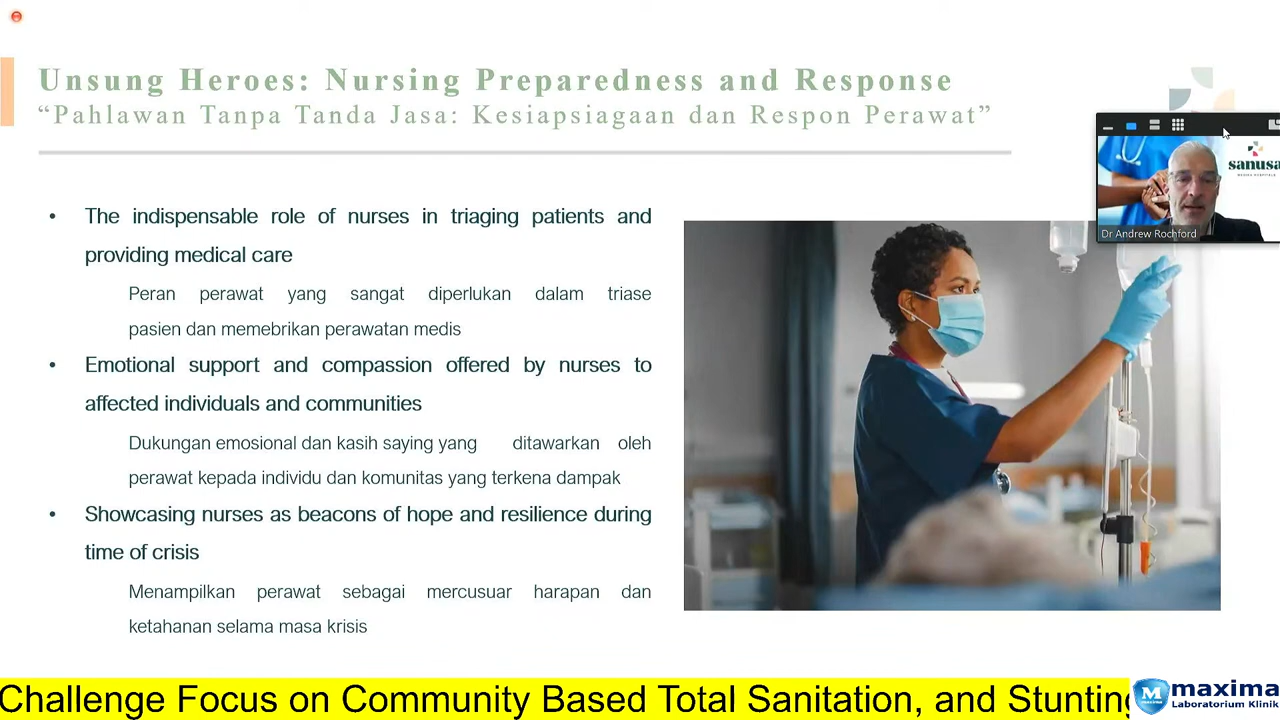 Unsung Heroes: Nursing Preparedness and Response
“Pahlawan Tanpa Tanda Jasa: Kesiapsiagaan dan Respon Perawat”
• The indispensable role of nurses in triaging patients and
providing medical care
Peran perawat yang sangat diperlukan dalam triase
pasien dan memebrikan perawatan medis
• Emotional support and compassion offered by nurses to
affected individuals and communities
Dukungan emosional dan kasih saying yang ditawarkan oleh
perawat kepada individu dan komunitas yang terkena dampak
• Showcasing nurses as beacons of hope and resilience during
time of crisis
Menampilkan perawat sebagai mercusuar harapan dan
ketahanan selama masa krisis
sanusa
Dr Andrew Rochford
Challenge Focus on Community Based Total Sanitation, and Stunting
maxima
Laboratorium Klinik